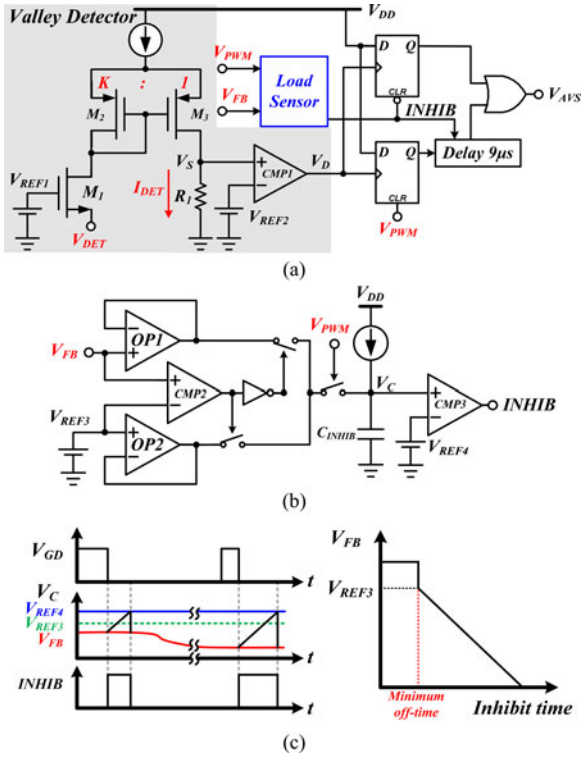 Valley Detector
V_DD
K : 1
M_2
M_3
V_PWM
V_FB
Load
Sensor
D
Q
CLR
INHIB
V_AVS
V_REF1
M_1
V_DET
V_S
I_DET
R_1
+
−
CMP1
V_REF2
V_D
D
Q
CLR
V_PWM
Delay 9μs
(a)
V_FB
−
+
OP1
+
−
CMP2
V_REF3
+
−
OP2
V_PWM
V_DD
V_C
C_INHIB
+
−
CMP3
V_REF4
INHIB
(b)
V_GD
t
V_C
V_REF4
V_REF3
V_FB
t
INHIB
t
V_FB
V_REF3
Minimum
off-time
Inhibit time
(c)